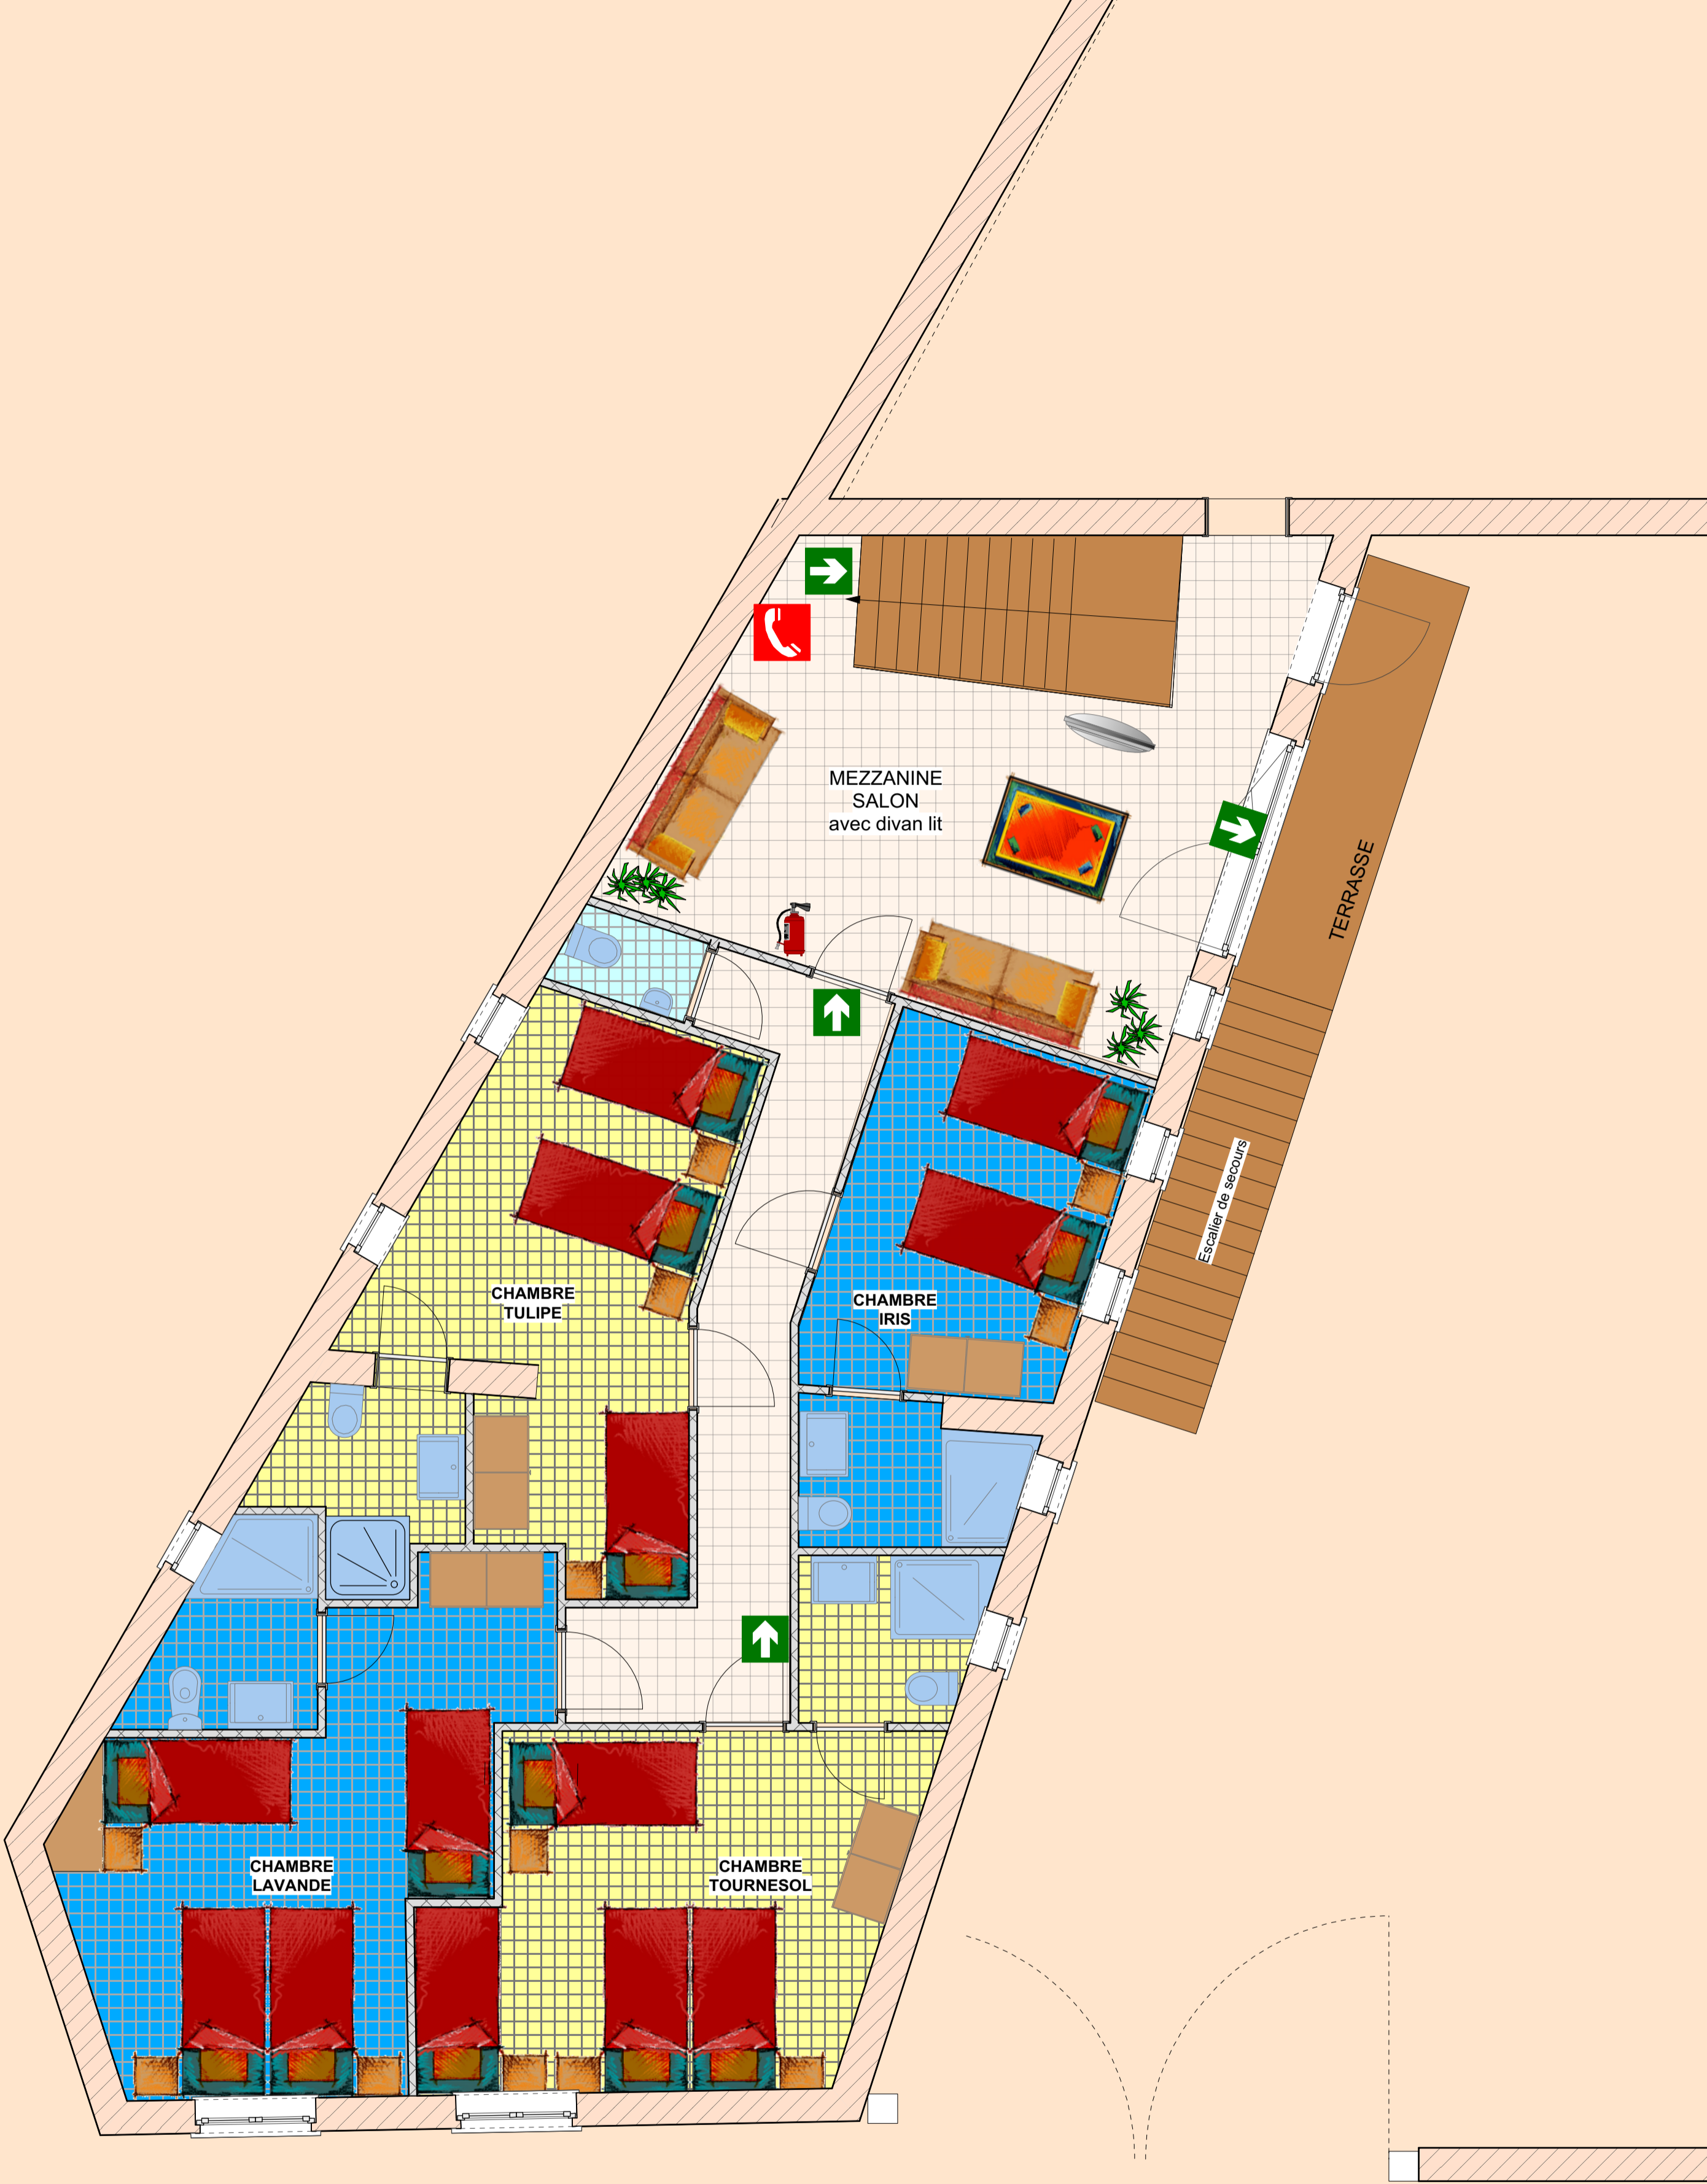 MEZZANINE
SALON
avec divan lit
TERRASSE
Escalier de secours
CHAMBRE
TULIPE
CHAMBRE
IRIS
CHAMBRE
LAVANDE
CHAMBRE
TOURNESOL